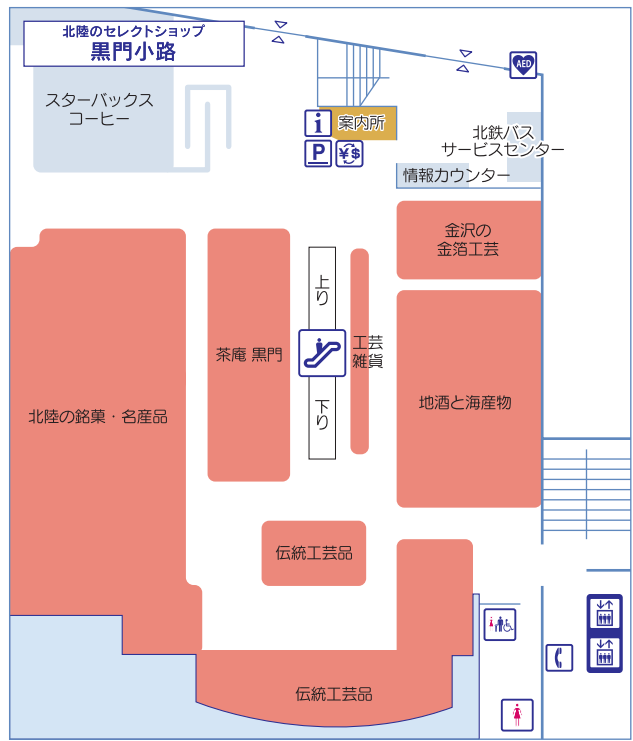 北陸のセレクトショップ
黒門小路
AED
スターバックス
コーヒー
i
案内所
P
¥$
北鉄バス
サービスセンター
情報カウンター
金沢の
金箔工芸
上り
茶庵 黒門
工芸
雑貨
下り
地酒と海産物
北陸の銘菓・名産品
伝統工芸品
伝統工芸品